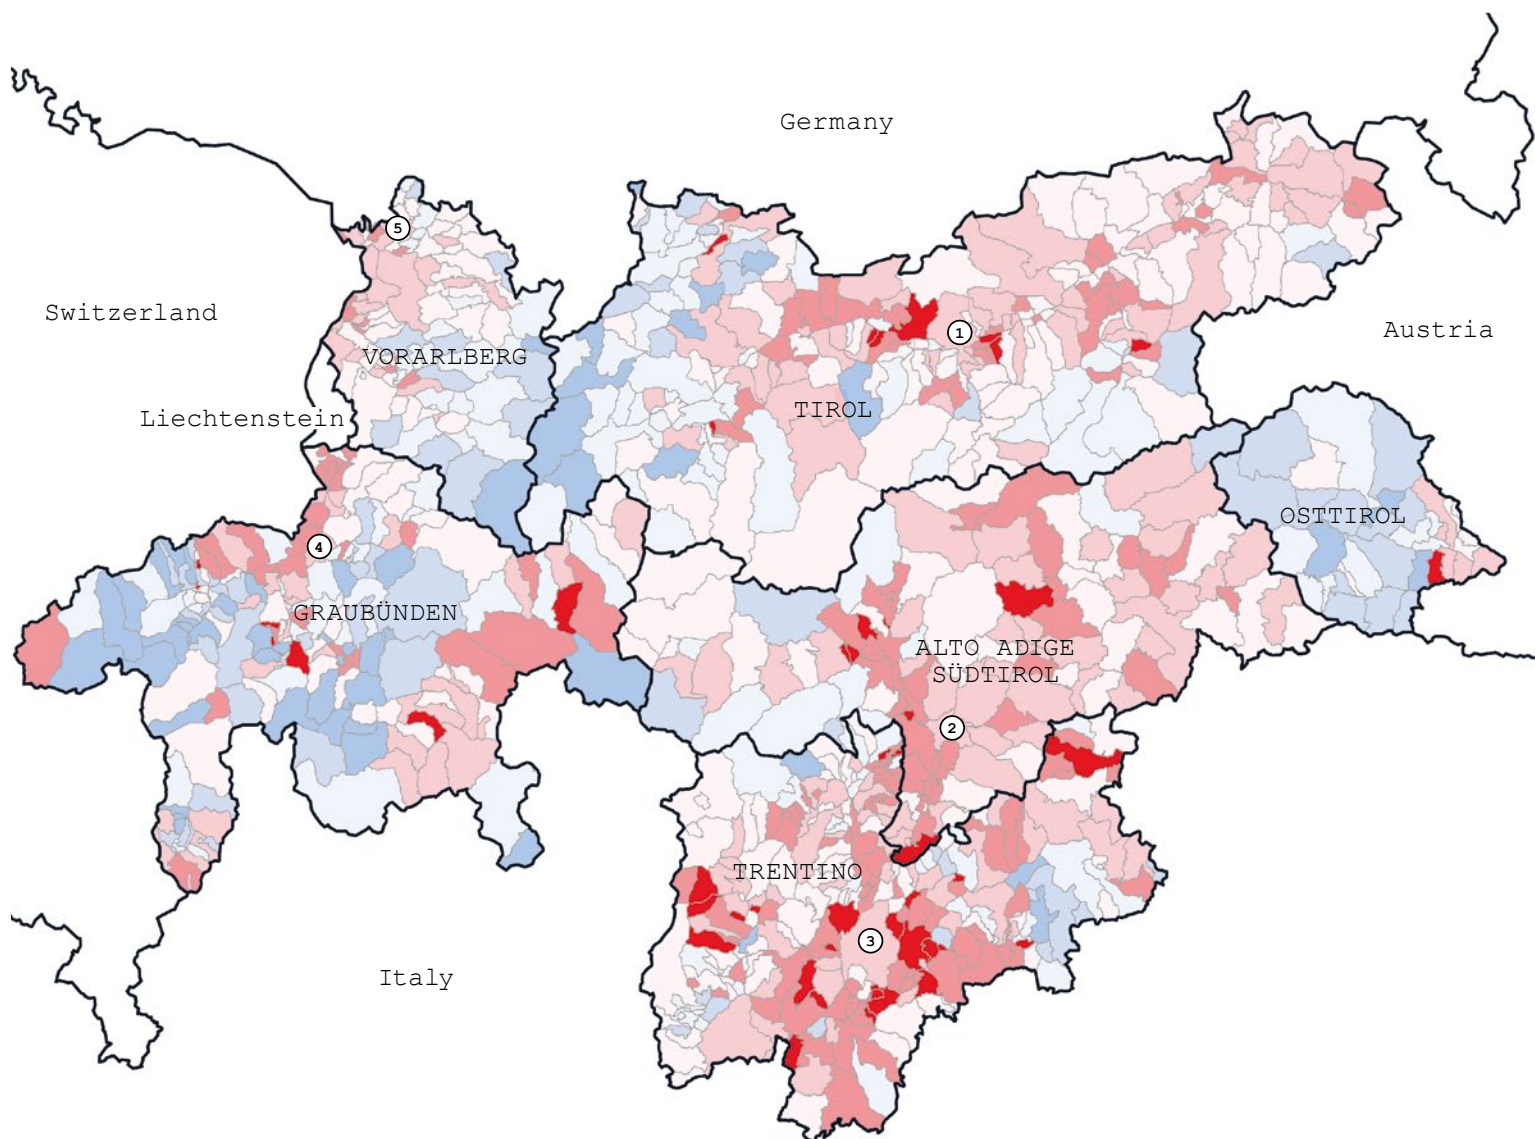 Germany
5
Switzerland
1
Austria
VORARLBERG
Liechtenstein
TIROL
OSTTIROL
4
GRAUBÜNDEN
ALTO ADIGE
SÜDTIROL
2
TRENTINO
3
Italy